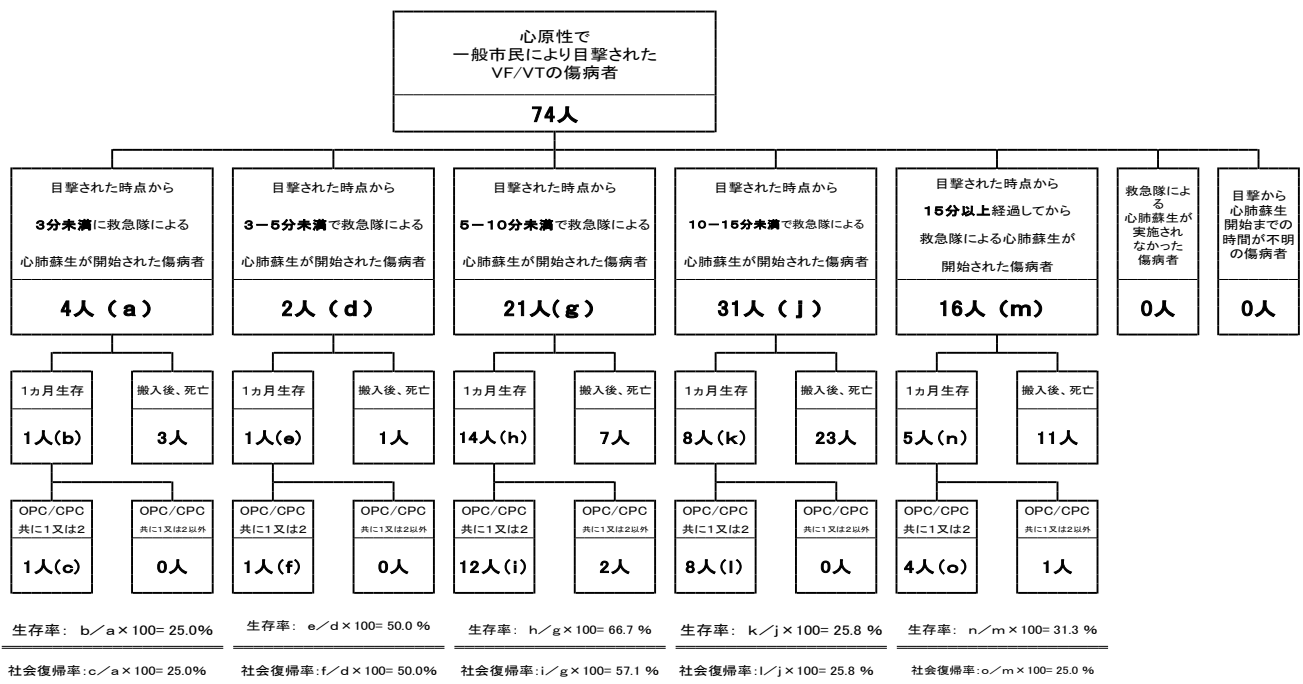 心原性で
一般市民により目撃された
VF/VTの傷病者
74人
目撃された時点から
3分未満に救急隊による
心肺蘇生が開始された傷病者
4人（a）
目撃された時点から
3－5分未満で救急隊による
心肺蘇生が開始された傷病者
2人（d）
目撃された時点から
5－10分未満で救急隊による
心肺蘇生が開始された傷病者
21人(g)
目撃された時点から
10－15分未満で救急隊による
心肺蘇生が開始された傷病者
31人（j）
目撃された時点から
15分以上経過してから
救急隊による心肺蘇生が
開始された傷病者
16人（m）
救急隊によ
る
心肺蘇生が
実施され
なかった
傷病者
0人
目撃から
心肺蘇生
開始までの
時間が不明
の傷病者
0人
1ヵ月生存
1人(b)
搬入後、死亡
3人
1ヵ月生存
1人(e)
搬入後、死亡
1人
1ヵ月生存
14人(h)
搬入後、死亡
7人
1ヵ月生存
8人(k)
搬入後、死亡
23人
1ヵ月生存
5人(n)
搬入後、死亡
11人
OPC/CPC
共に1又は2
1人(c)
OPC/CPC
共に1又は2以外
0人
OPC/CPC
共に1又は2
1人(f)
OPC/CPC
共に1又は2以外
0人
OPC/CPC
共に1又は2
12人(i)
OPC/CPC
共に1又は2以外
2人
OPC/CPC
共に1又は2
8人(l)
OPC/CPC
共に1又は2以外
0人
OPC/CPC
共に1又は2
4人(o)
OPC/CPC
共に1又は2以外
1人
生存率： b／a×100= 25.0%
生存率： e／d×100= 50.0 %
生存率： h／g×100= 66.7 %
生存率： k／j×100= 25.8 %
生存率： n／m×100= 31.3 %
社会復帰率:c／a×100= 25.0%
社会復帰率:f／d×100= 50.0%
社会復帰率:i／g×100= 57.1 %
社会復帰率:l／j×100= 25.8 %
社会復帰率:o／m×100= 25.0 %